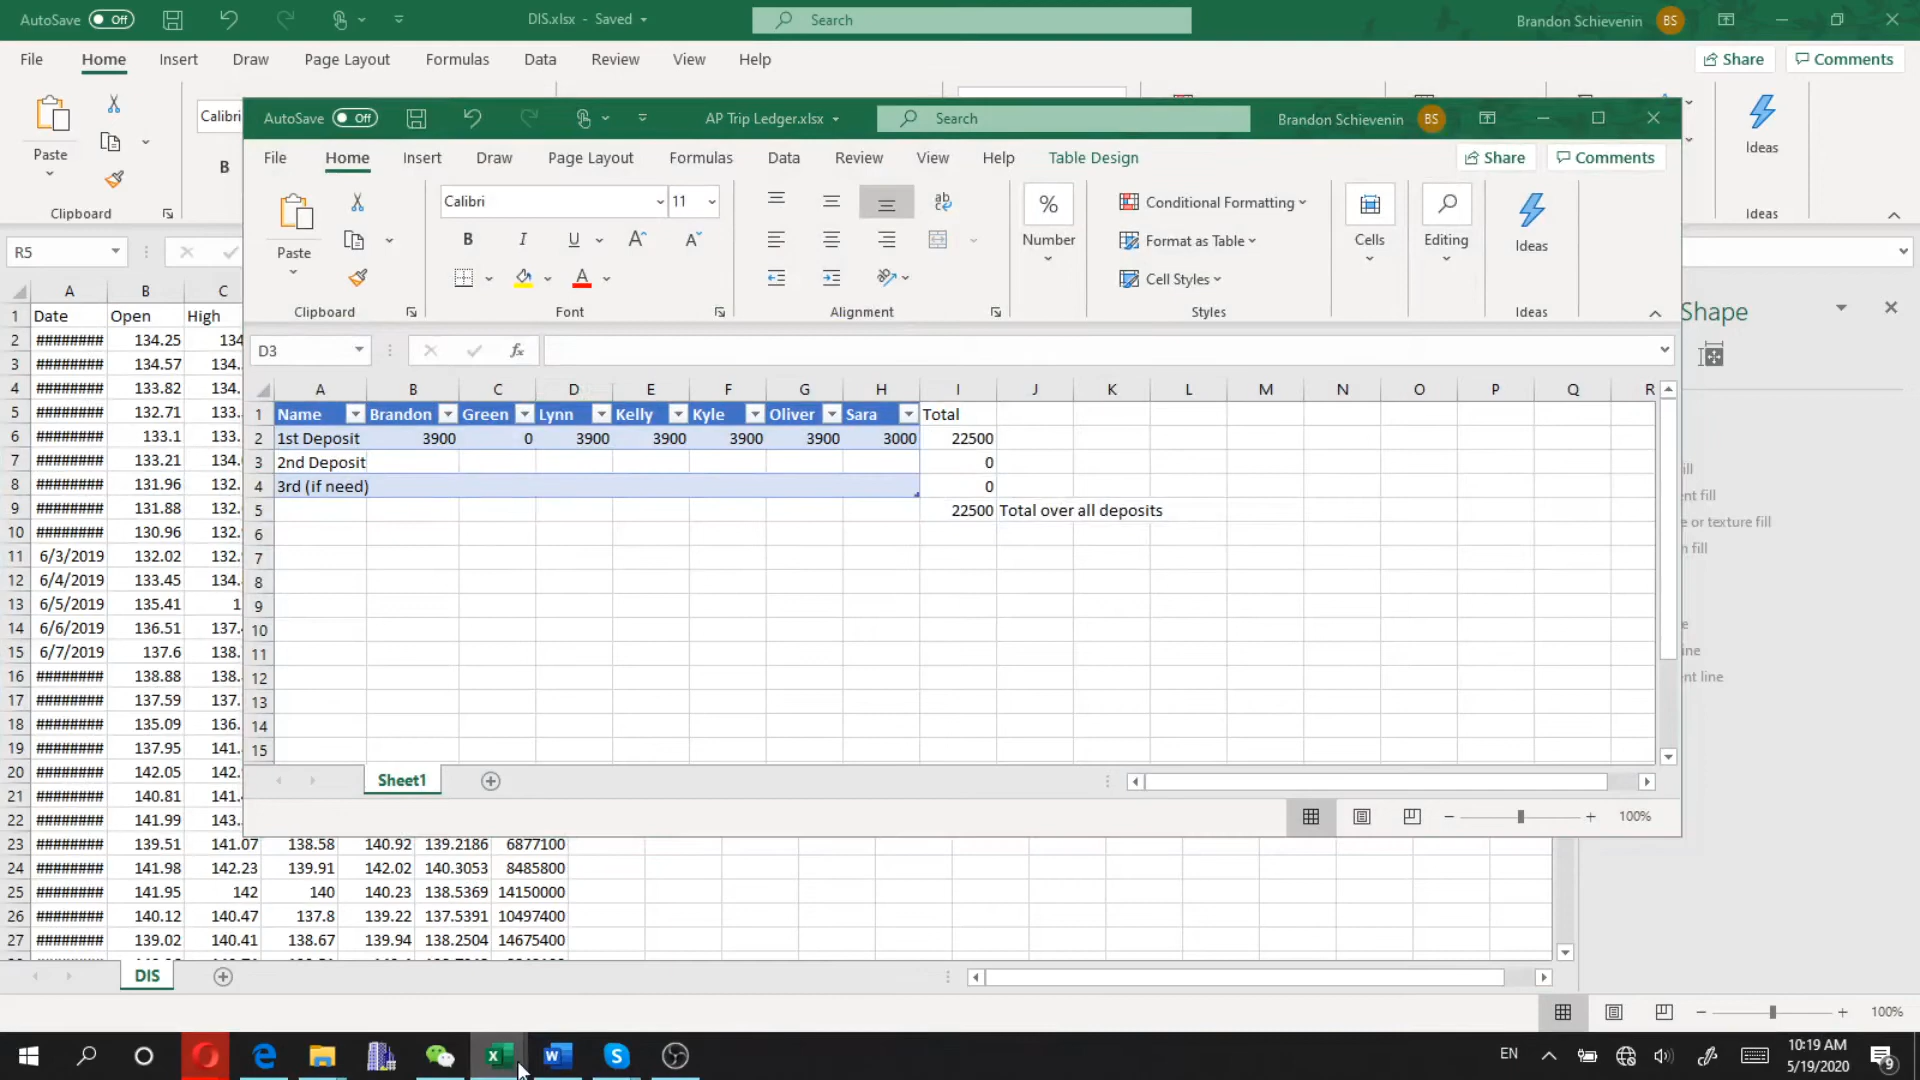 AutoSave Off DIS.xlsx - Saved Search Brandon Schievenin BS
File Home Insert Draw Page Layout Formulas Data Review View Help Share Comments
Paste Calibri B Clipboard Ideas Ideas
AutoSave Off AP Trip Ledger.xlsx Search Brandon Schievenin BS
File Home Insert Draw Page Layout Formulas Data Review View Help Table Design Share Comments
Paste Calibri 11 B I U Number Conditional Formatting Format as Table Cell Styles Cells Editing Ideas
Clipboard Font Alignment Styles Ideas
R5
D3 fx
Shape
A B C D E F G H I J K L M N O P Q R
1 Name Brandon Green Lynn Kelly Kyle Oliver Sara Total
2 1st Deposit 3900 0 3900 3900 3900 3900 3000 22500
3 2nd Deposit 0
4 3rd (if need) 0
5 22500 Total over all deposits
6
7
8
9
10
11
12
13
14
15
Sheet1
100%
A B C
1 Date Open High
2 ######## 134.25 134
3 ######## 134.57 134.
4 ######## 133.82 134.
5 ######## 132.71 133.
6 ######## 133.1 133.
7 ######## 133.21 134.
8 ######## 131.96 132.
9 ######## 131.88 132.
10 ######## 130.96 132.
11 6/3/2019 132.02 132.
12 6/4/2019 133.45 134.
13 6/5/2019 135.41 1
14 6/6/2019 136.51 137.
15 6/7/2019 137.6 138.
16 ######## 138.88 138.
17 ######## 137.59 137.
18 ######## 135.09 136.
19 ######## 137.95 141.
20 ######## 142.05 142.
21 ######## 140.81 141.
22 ######## 141.99 143.
23 ######## 139.51 141.07 138.58 140.92 139.2186 6877100
24 ######## 141.98 142.23 139.91 142.02 140.3053 8485800
25 ######## 141.95 142 140 140.23 138.5369 14150000
26 ######## 140.12 140.47 137.8 139.22 137.5391 10497400
27 ######## 139.02 140.41 138.67 139.94 138.2504 14675400
ill
nt fill
e or texture fill
n fill
e
ine
nt line
DIS
100%
EN 10:19 AM
5/19/2020 9